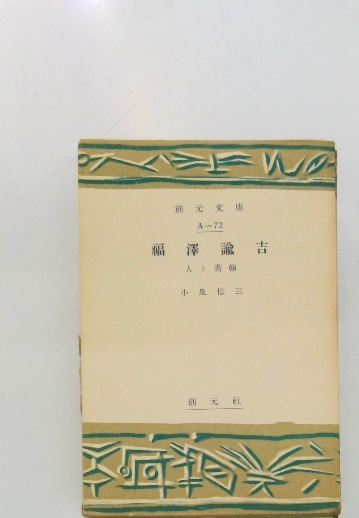 創元文庫
A—72
福澤諭吉
人と書翰
小泉信三
創元社